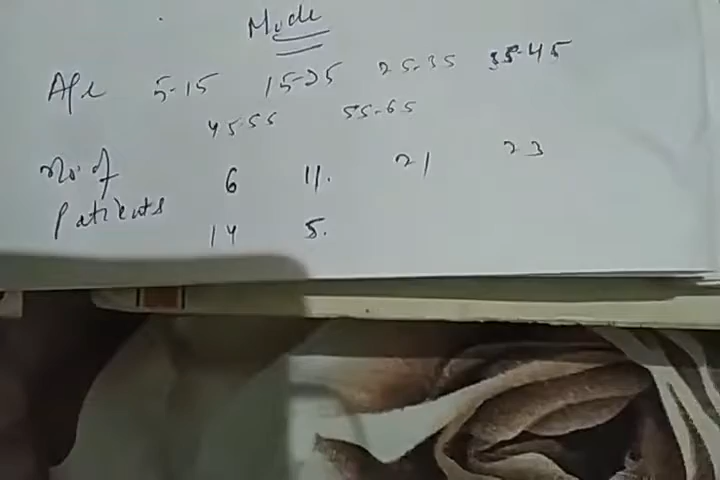 Mode
Age 5-15 15-25 25-35 35-45
45-55 55-65
No. of 6 11. 21 23
patients
14 5.